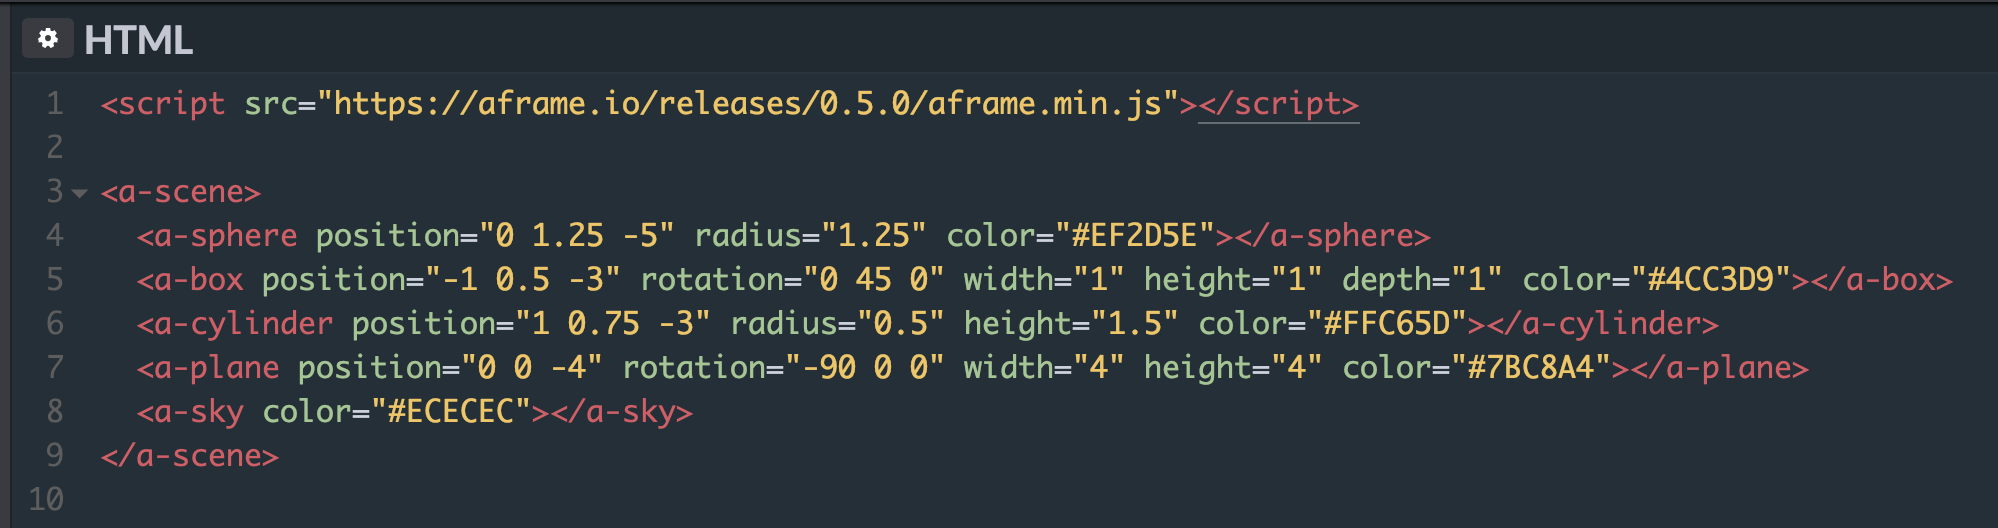 HTML
1 <script src="https://aframe.io/releases/0.5.0/aframe.min.js"></script>
2
3 <a-scene>
4   <a-sphere position="0 1.25 -5" radius="1.25" color="#EF2D5E"></a-sphere>
5   <a-box position="-1 0.5 -3" rotation="0 45 0" width="1" height="1" depth="1" color="#4CC3D9"></a-box>
6   <a-cylinder position="1 0.75 -3" radius="0.5" height="1.5" color="#FFC65D"></a-cylinder>
7   <a-plane position="0 0 -4" rotation="-90 0 0" width="4" height="4" color="#7BC8A4"></a-plane>
8   <a-sky color="#ECECEC"></a-sky>
9 </a-scene>
10